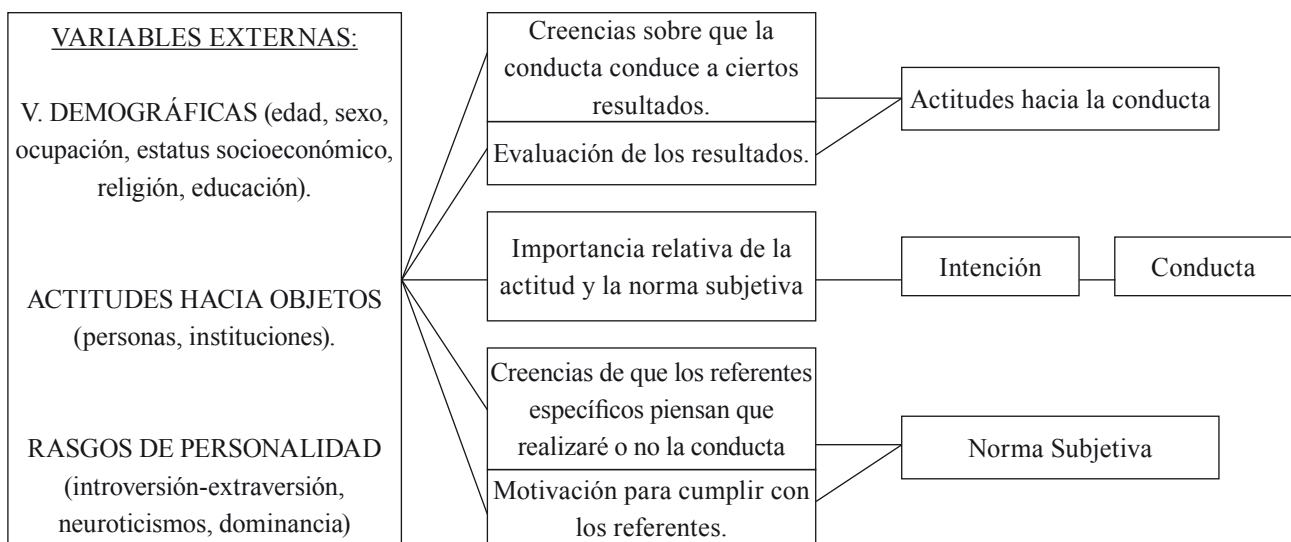 VARIABLES EXTERNAS:
V. DEMOGRÁFICAS (edad, sexo,
ocupación, estatus socioeconómico,
religión, educación).
ACTITUDES HACIA OBJETOS
(personas, instituciones).
RASGOS DE PERSONALIDAD
(introversión-extraversión,
neuroticismos, dominancia)
Creencias sobre que la
conducta conduce a ciertos
resultados.
Evaluación de los resultados.
Importancia relativa de la
actitud y la norma subjetiva
Creencias de que los referentes
específicos piensan que
realizaré o no la conducta
Motivación para cumplir con
los referentes.
Actitudes hacia la conducta
Intención
Conducta
Norma Subjetiva